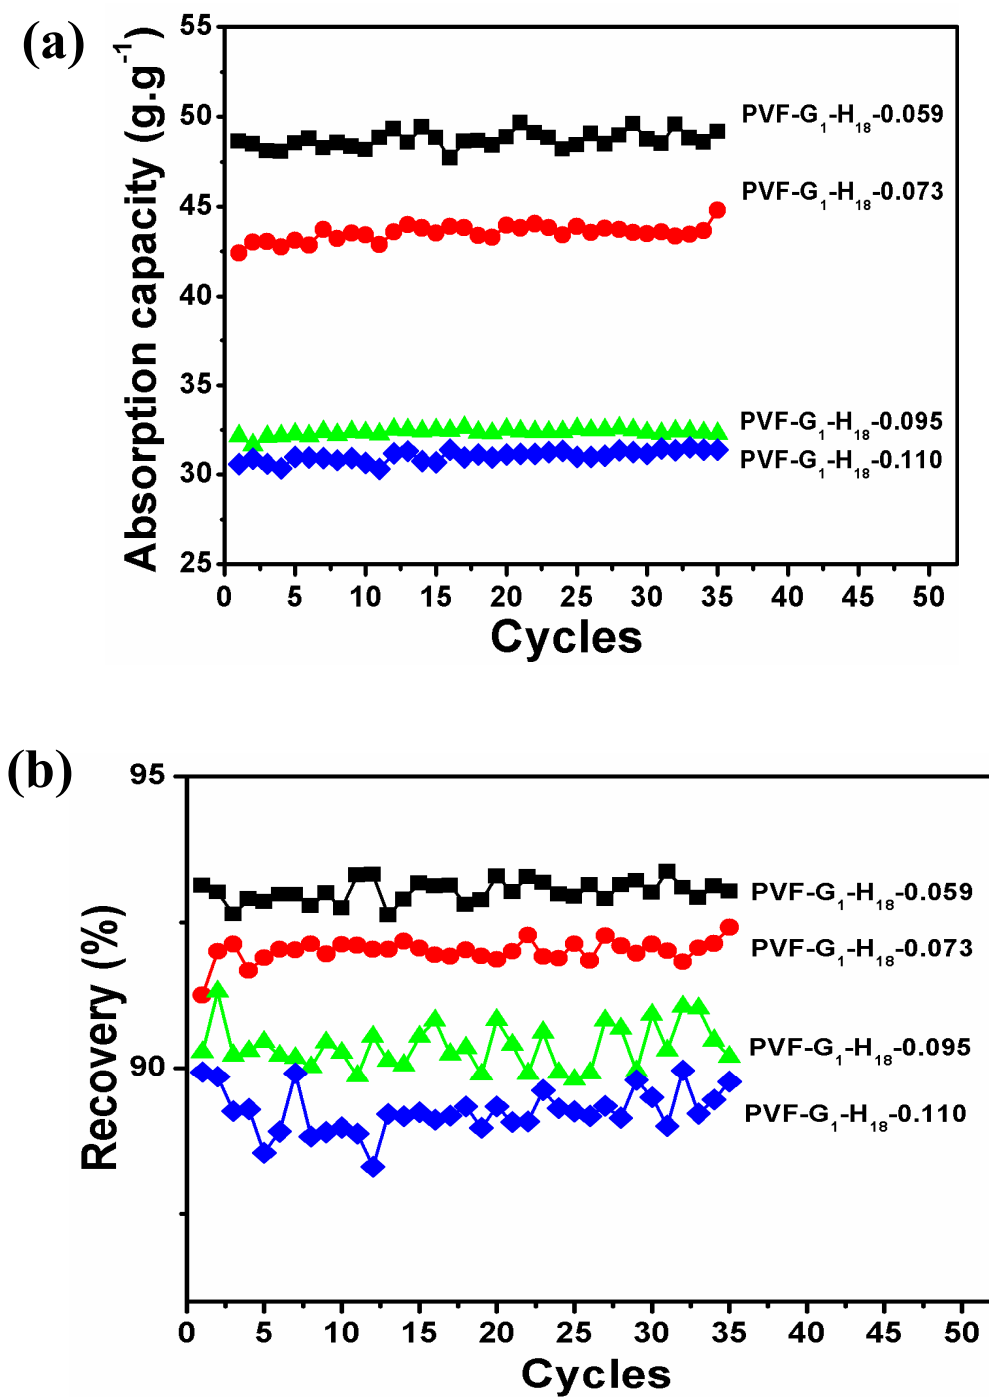 (a)
Absorption capacity (g.g⁻¹)
55
50
45
40
35
30
25
PVF-G₁-H₁₈-0.059
PVF-G₁-H₁₈-0.073
PVF-G₁-H₁₈-0.095
PVF-G₁-H₁₈-0.110
0 5 10 15 20 25 30 35 40 45 50
Cycles
(b)
Recovery (%)
95
90
PVF-G₁-H₁₈-0.059
PVF-G₁-H₁₈-0.073
PVF-G₁-H₁₈-0.095
PVF-G₁-H₁₈-0.110
0 5 10 15 20 25 30 35 40 45 50
Cycles